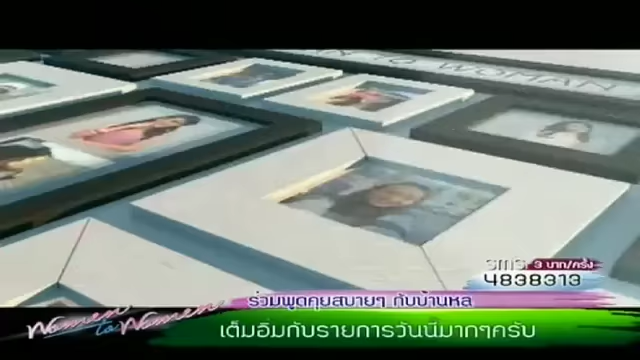 TO WOMAN
SMS 3 บาท/ครั้ง
4838313
ร่วมพูดคุยสบายๆ กับบ้านหล
Women to Women
เต็มอิ่มกับรายการวันนี้มากๆครับ